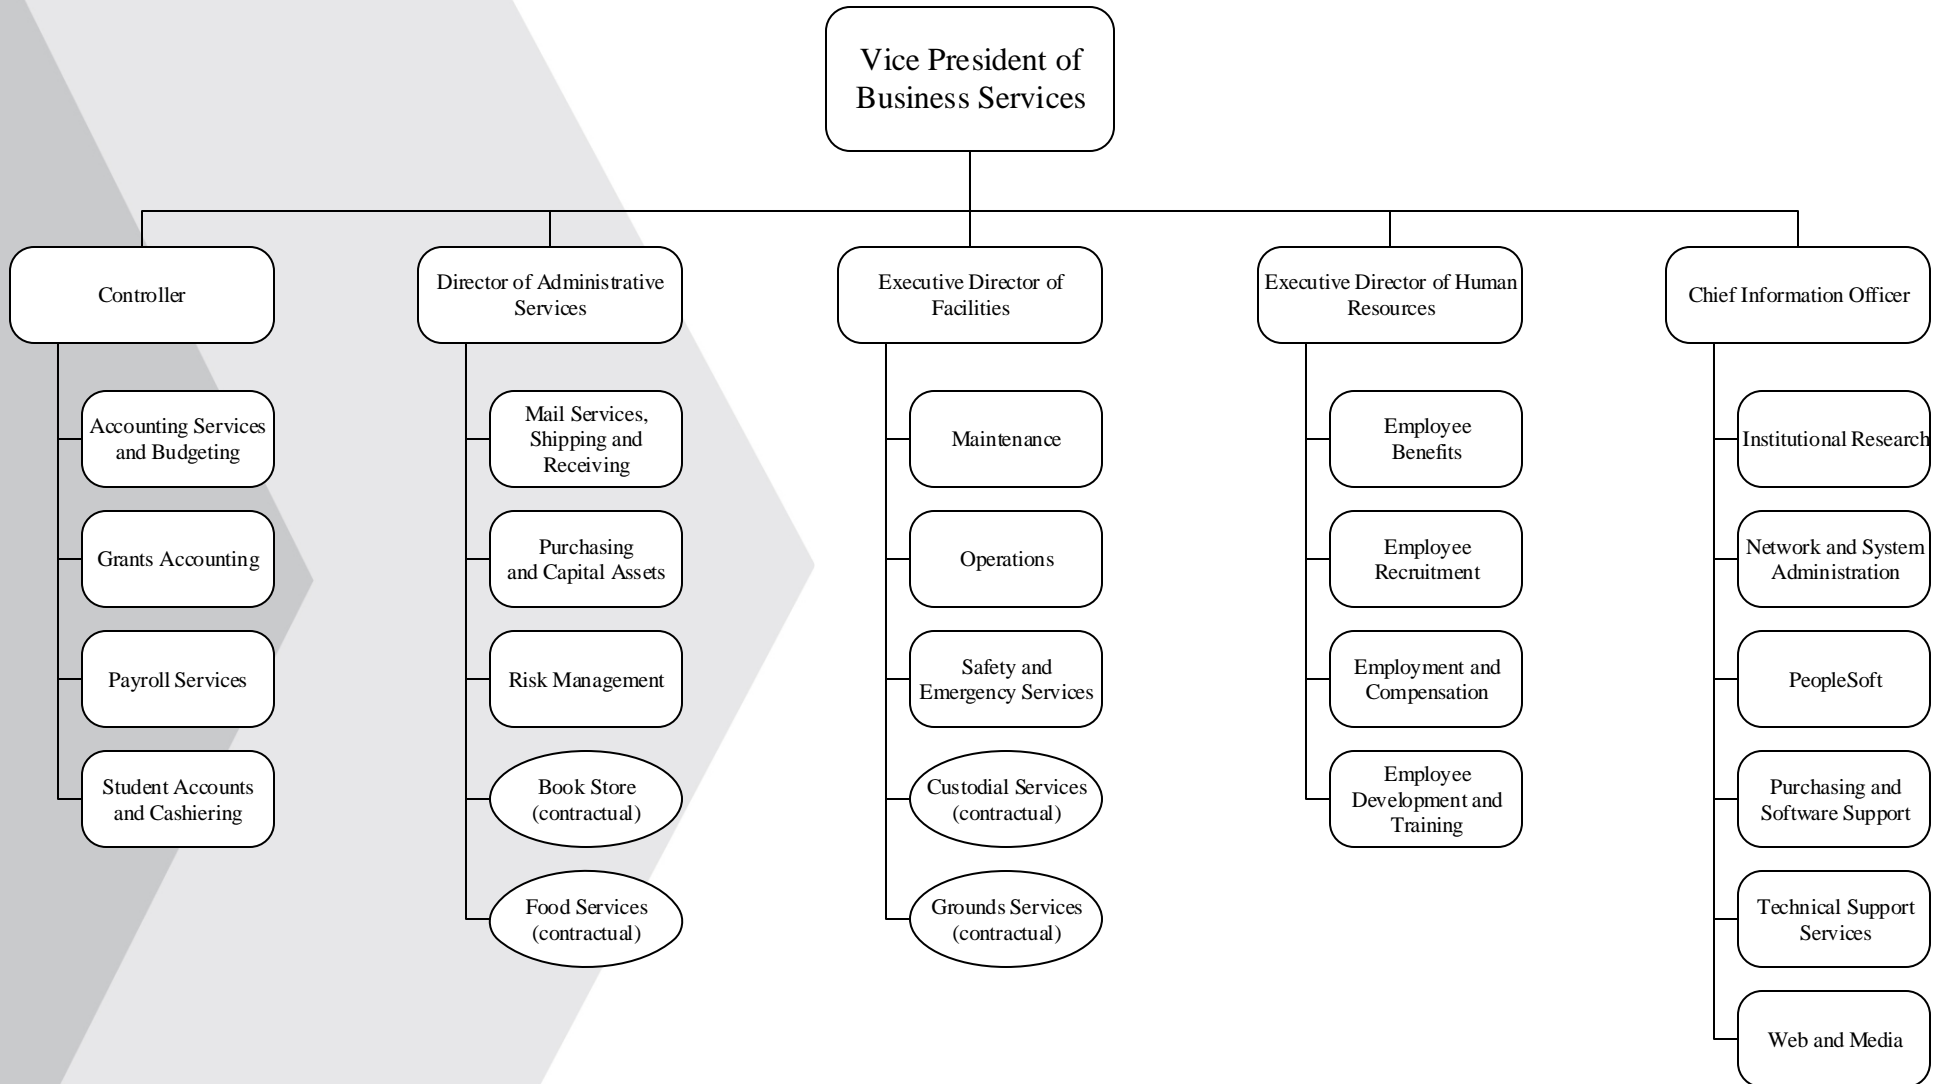 Vice President of
Business Services
Controller
Director of Administrative
Services
Executive Director of
Facilities
Executive Director of Human
Resources
Chief Information Officer
Accounting Services
and Budgeting
Grants Accounting
Payroll Services
Student Accounts
and Cashiering
Mail Services,
Shipping and
Receiving
Purchasing
and Capital Assets
Risk Management
Book Store
(contractual)
Food Services
(contractual)
Maintenance
Operations
Safety and
Emergency Services
Custodial Services
(contractual)
Grounds Services
(contractual)
Employee
Benefits
Employee
Recruitment
Employment and
Compensation
Employee
Development and
Training
Institutional Research
Network and System
Administration
PeopleSoft
Purchasing and
Software Support
Technical Support
Services
Web and Media